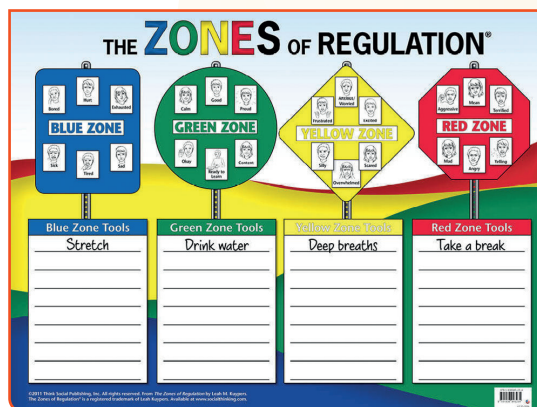 THE ZONES OF REGULATION®
Bored
Hurt
Exhausted
BLUE ZONE
Sick
Tired
Sad
Calm
Good
Proud
GREEN ZONE
Okay
Ready to
Learn
Content
Frustrated
Worried
Excited
YELLOW ZONE
Silly
Overwhelmed
Scared
Aggressive
Mean
Terrified
RED ZONE
Mad
Angry
Yelling
Blue Zone Tools
Stretch
Green Zone Tools
Drink water
Yellow Zone Tools
Deep breaths
Red Zone Tools
Take a break
©2011 Think Social Publishing, Inc. All rights reserved. From The Zones of Regulation by Leah M. Kuypers.
The Zones of Regulation® is a registered trademark of Leah Kuypers. Available at www.socialthinking.com